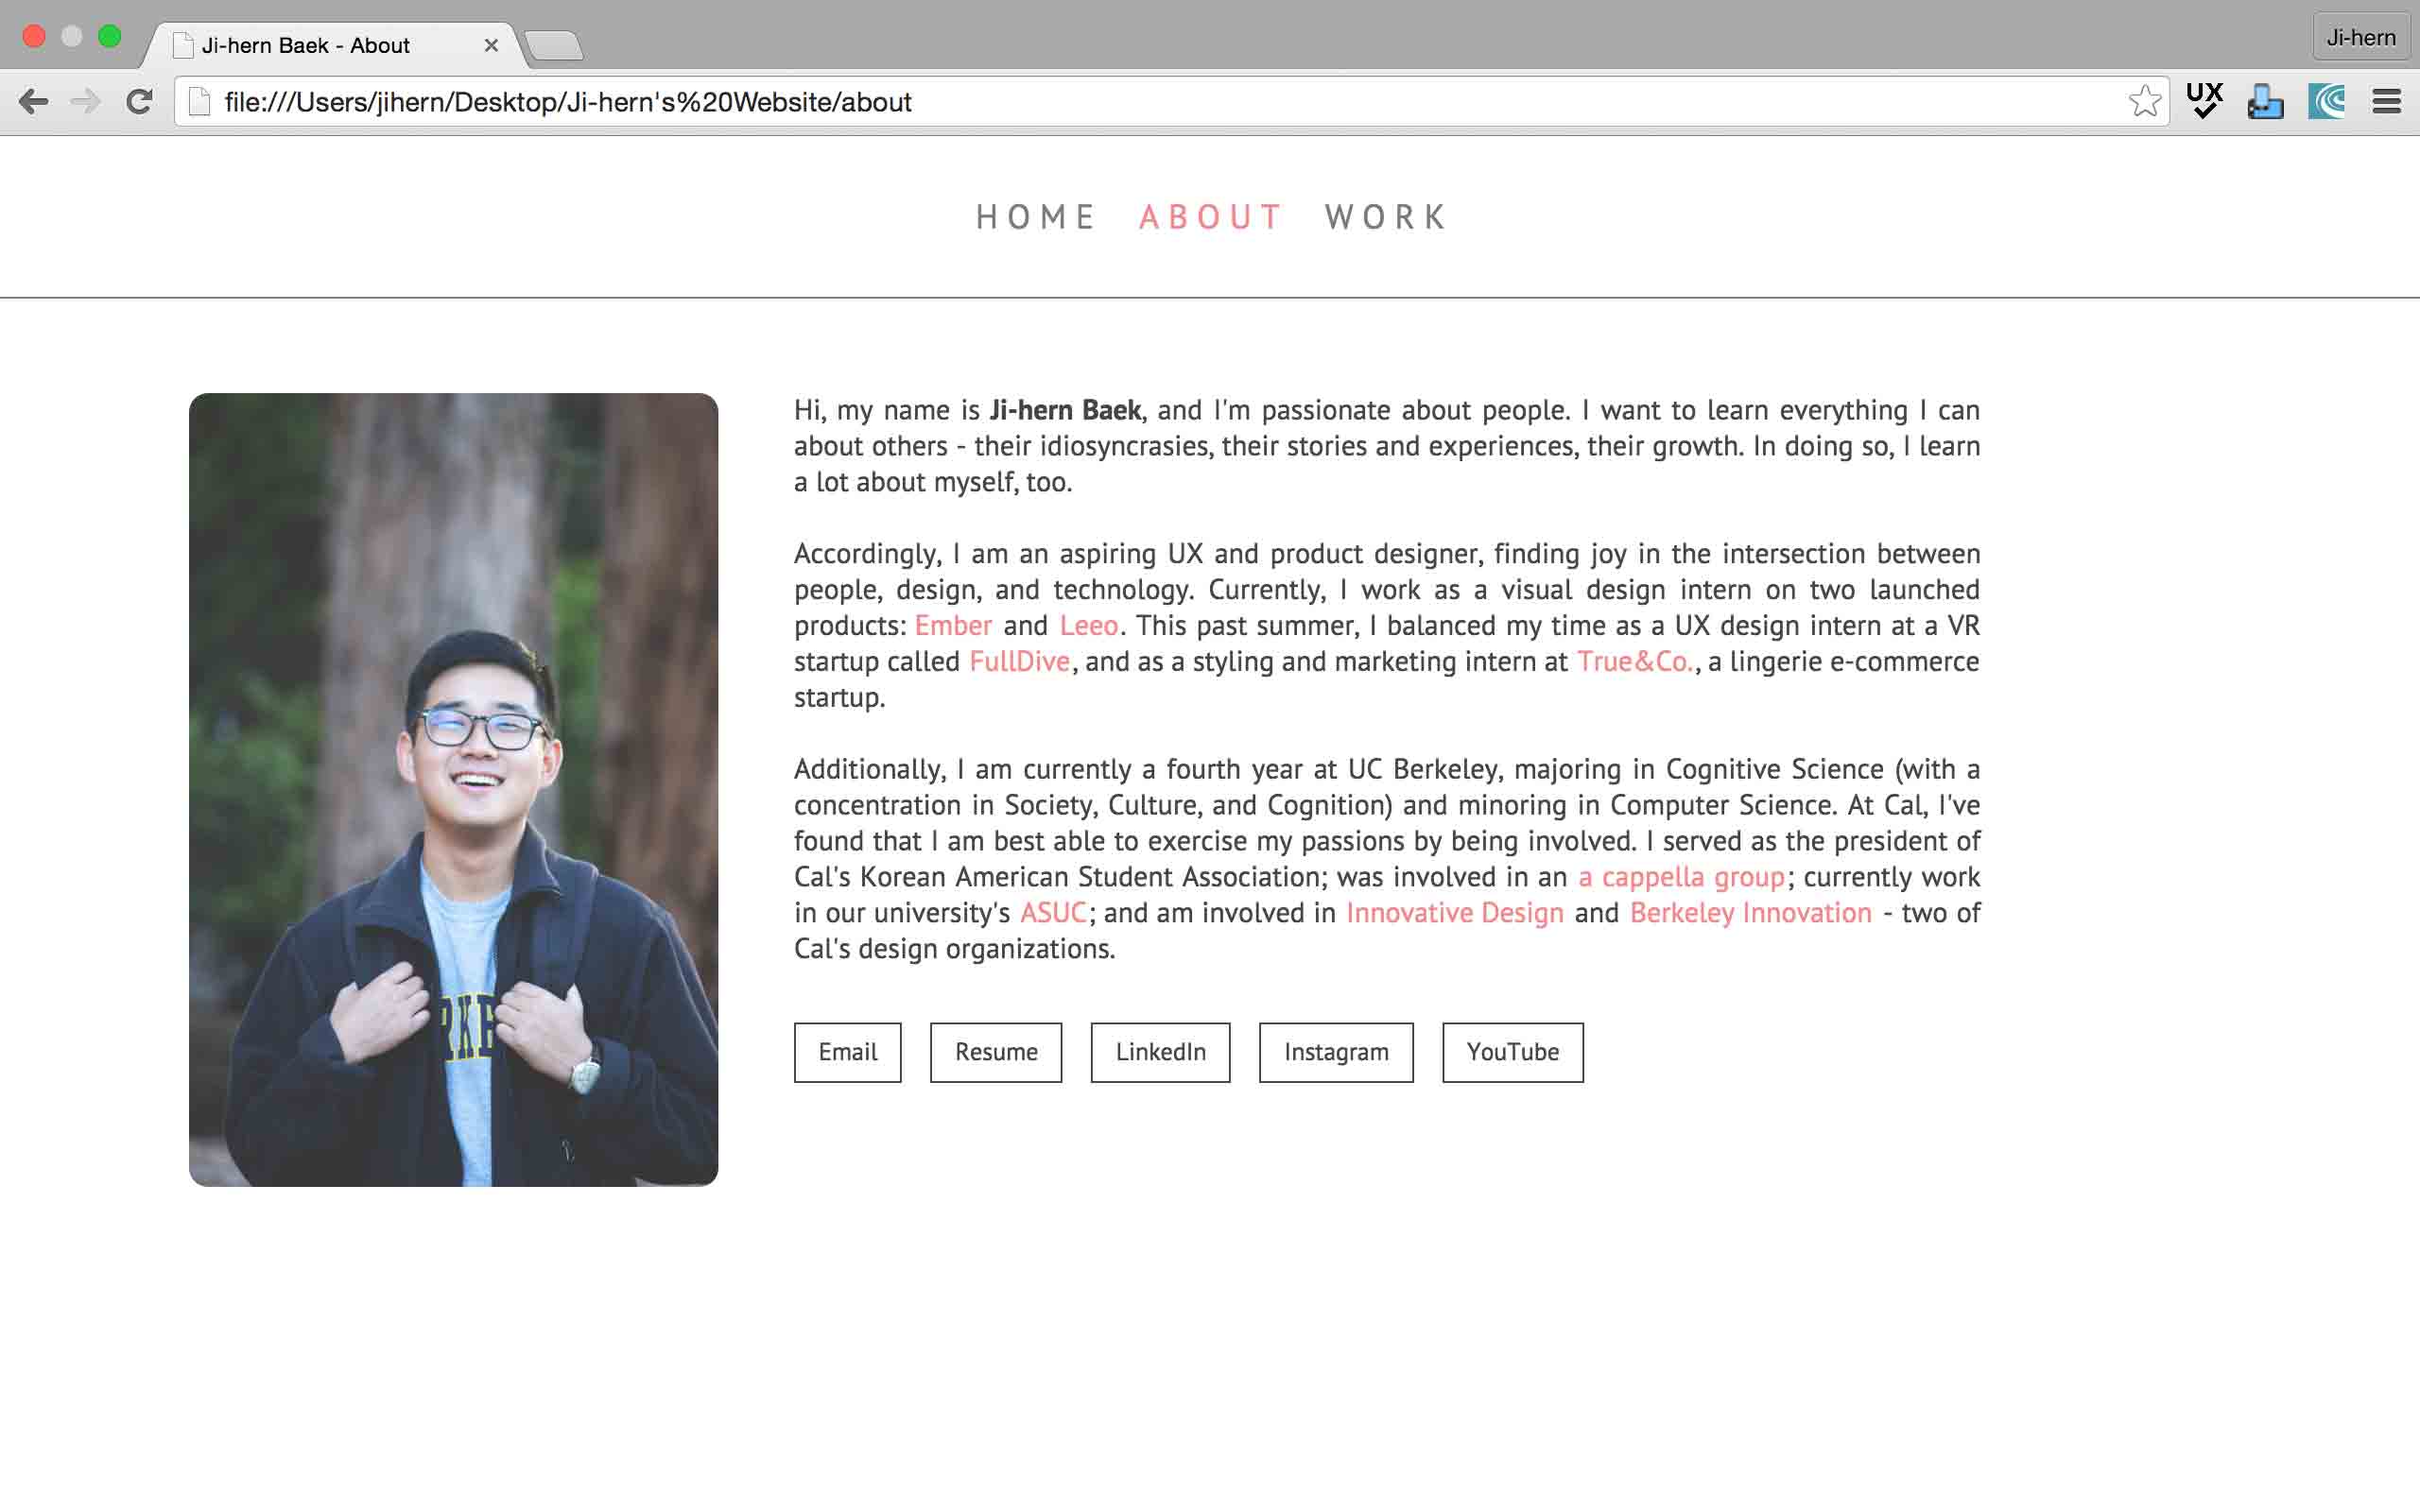 Ji-hern Baek - About
Ji-hern
file:///Users/jihern/Desktop/Ji-hern's%20Website/about
UX
HOME ABOUT WORK
Hi, my name is Ji-hern Baek, and I'm passionate about people. I want to learn everything I can
about others - their idiosyncrasies, their stories and experiences, their growth. In doing so, I learn
a lot about myself, too.
Accordingly, I am an aspiring UX and product designer, finding joy in the intersection between
people, design, and technology. Currently, I work as a visual design intern on two launched
products: Ember and Leeo. This past summer, I balanced my time as a UX design intern at a VR
startup called FullDive, and as a styling and marketing intern at True&Co., a lingerie e-commerce
startup.
Additionally, I am currently a fourth year at UC Berkeley, majoring in Cognitive Science (with a
concentration in Society, Culture, and Cognition) and minoring in Computer Science. At Cal, I've
found that I am best able to exercise my passions by being involved. I served as the president of
Cal's Korean American Student Association; was involved in an a cappella group; currently work
in our university's ASUC; and am involved in Innovative Design and Berkeley Innovation - two of
Cal's design organizations.
RKE
Email Resume LinkedIn Instagram YouTube